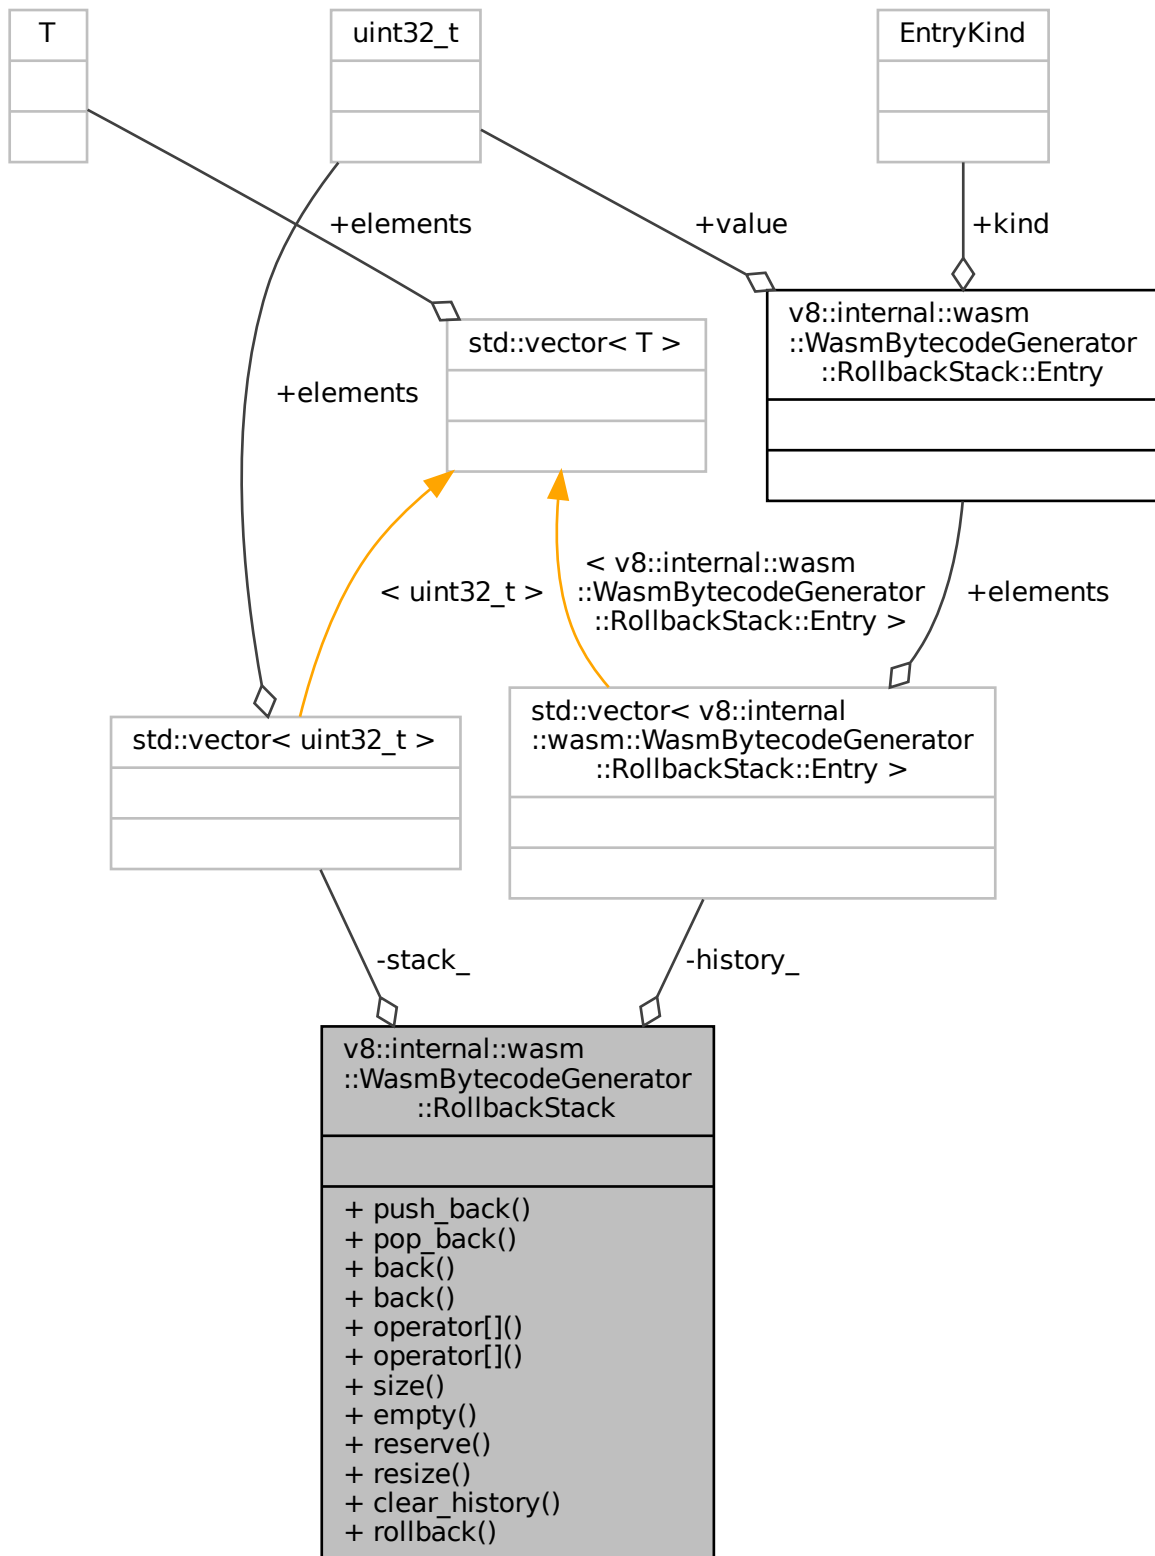 T
uint32_t
EntryKind
+elements
+value
+kind
v8::internal::wasm
::WasmBytecodeGenerator
::RollbackStack::Entry
std::vector< T >
+elements
< uint32_t >
< v8::internal::wasm
::WasmBytecodeGenerator
::RollbackStack::Entry >
+elements
std::vector< uint32_t >
std::vector< v8::internal
::wasm::WasmBytecodeGenerator
::RollbackStack::Entry >
-stack_
-history_
v8::internal::wasm
::WasmBytecodeGenerator
::RollbackStack
+ push_back()
+ pop_back()
+ back()
+ back()
+ operator[]()
+ operator[]()
+ size()
+ empty()
+ reserve()
+ resize()
+ clear_history()
+ rollback()